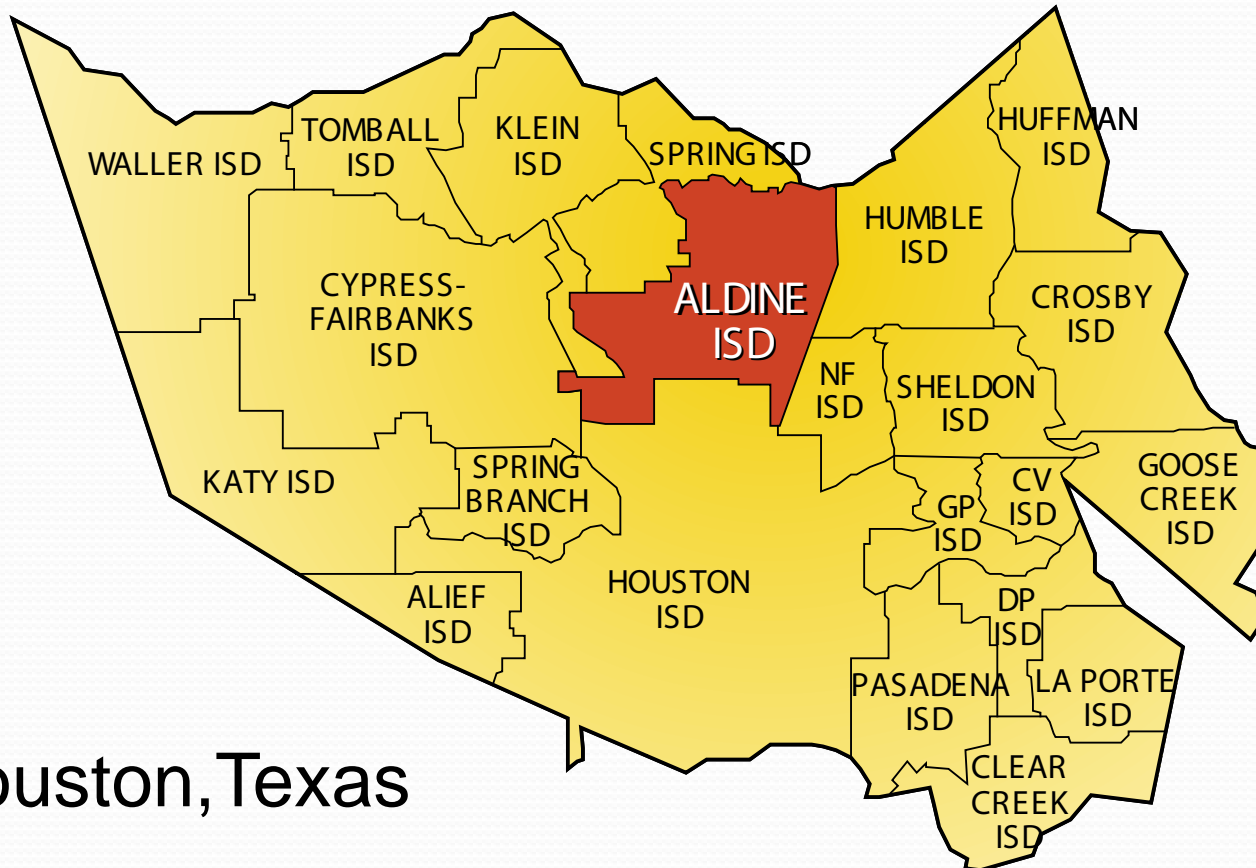 HUFFMAN
ISD
TOMBALL
ISD
KLEIN
ISD
WALLER ISD
SPRING ISD
HUMBLE
ISD
CYPRESS-
FAIRBANKS
ISD
ALDINE
ISD
CROSBY
ISD
NF
ISD
SHELDON
ISD
KATY ISD
SPRING
BRANCH
ISD
GP
ISD
CV
ISD
GOOSE
CREEK
ISD
ALIEF
ISD
HOUSTON
ISD
DP
ISD
PASADENA
ISD
LA PORTE
ISD
CLEAR
CREEK
ISD
ouston, Texas